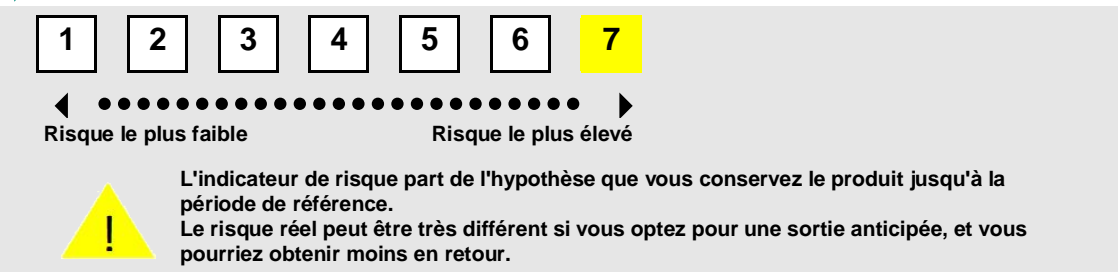 1 2 3 4 5 6 7
Risque le plus faible Risque le plus élevé
L'indicateur de risque part de l'hypothèse que vous conservez le produit jusqu'à la
période de référence.
Le risque réel peut être très différent si vous optez pour une sortie anticipée, et vous
pourriez obtenir moins en retour.
!